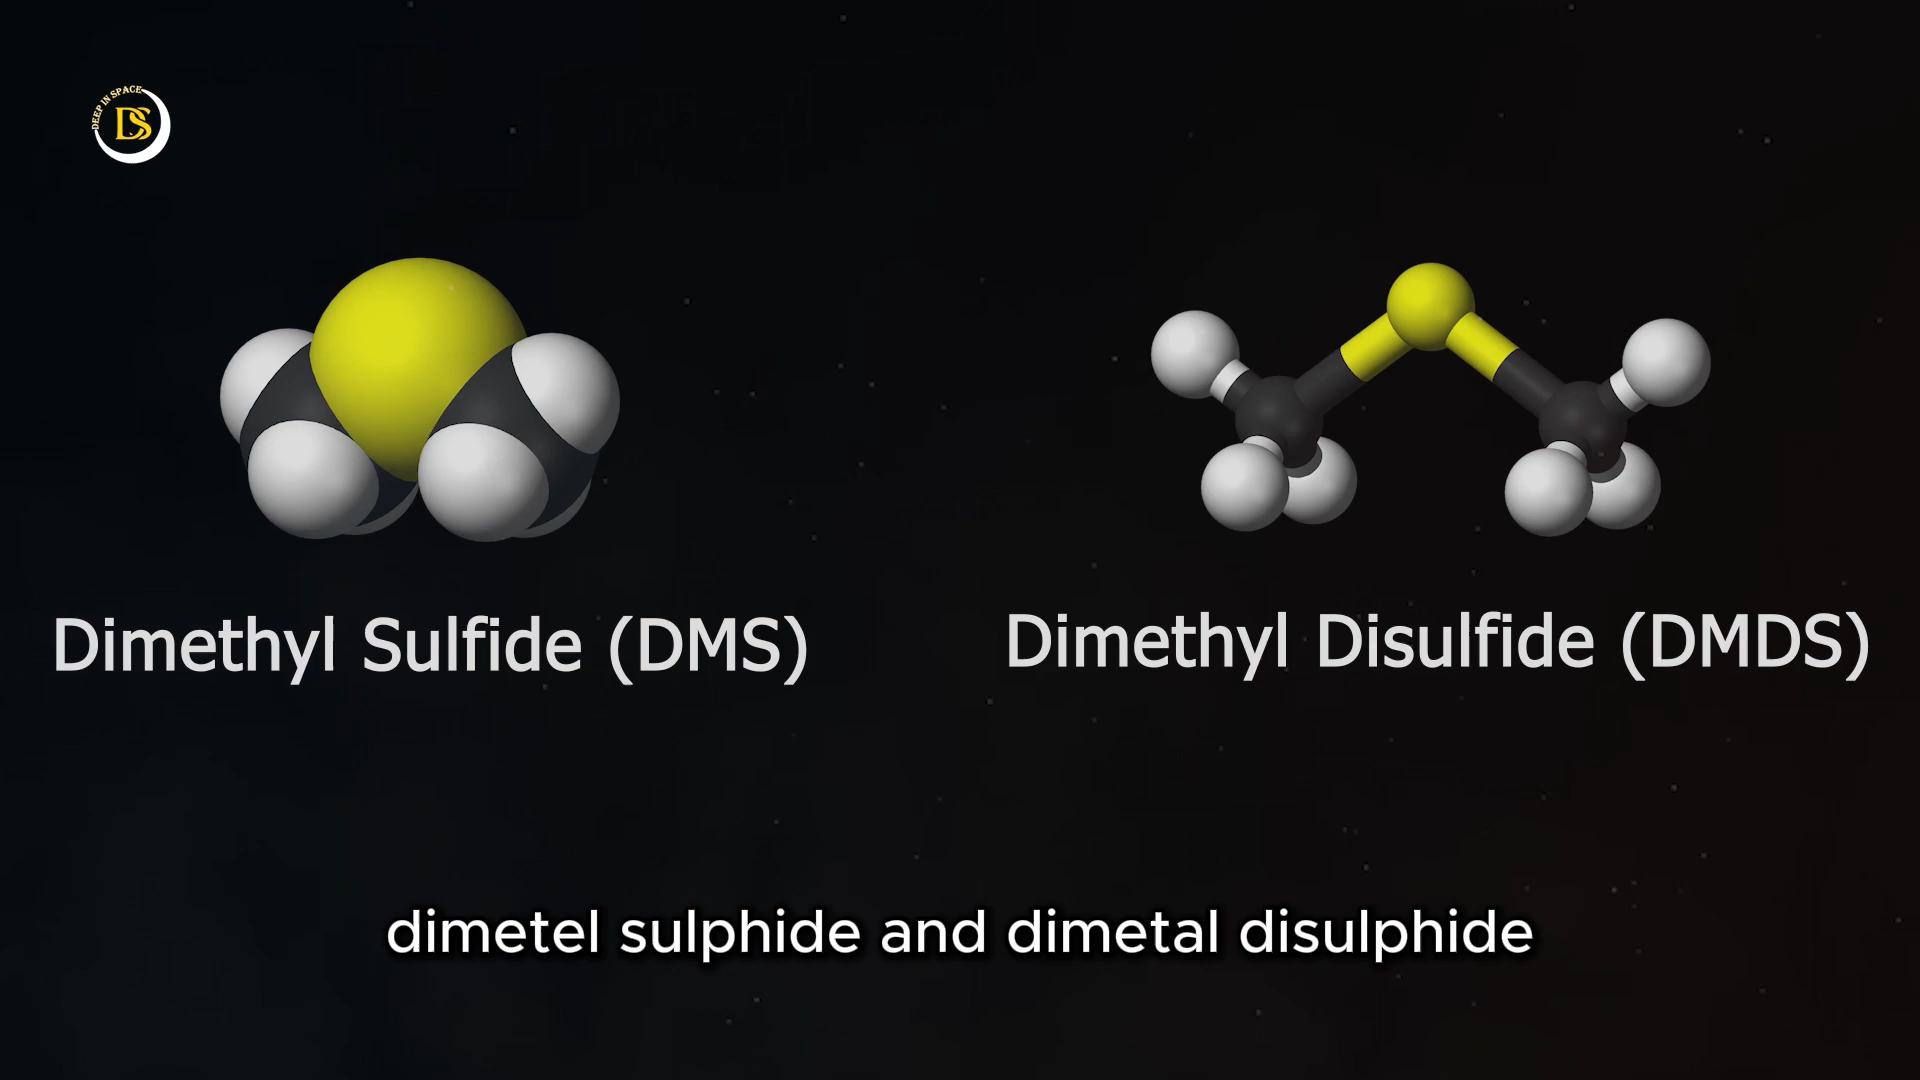 DEEP IN SPACE
DS
Dimethyl Sulfide (DMS)
Dimethyl Disulfide (DMDS)
dimetel sulphide and dimetal disulphide